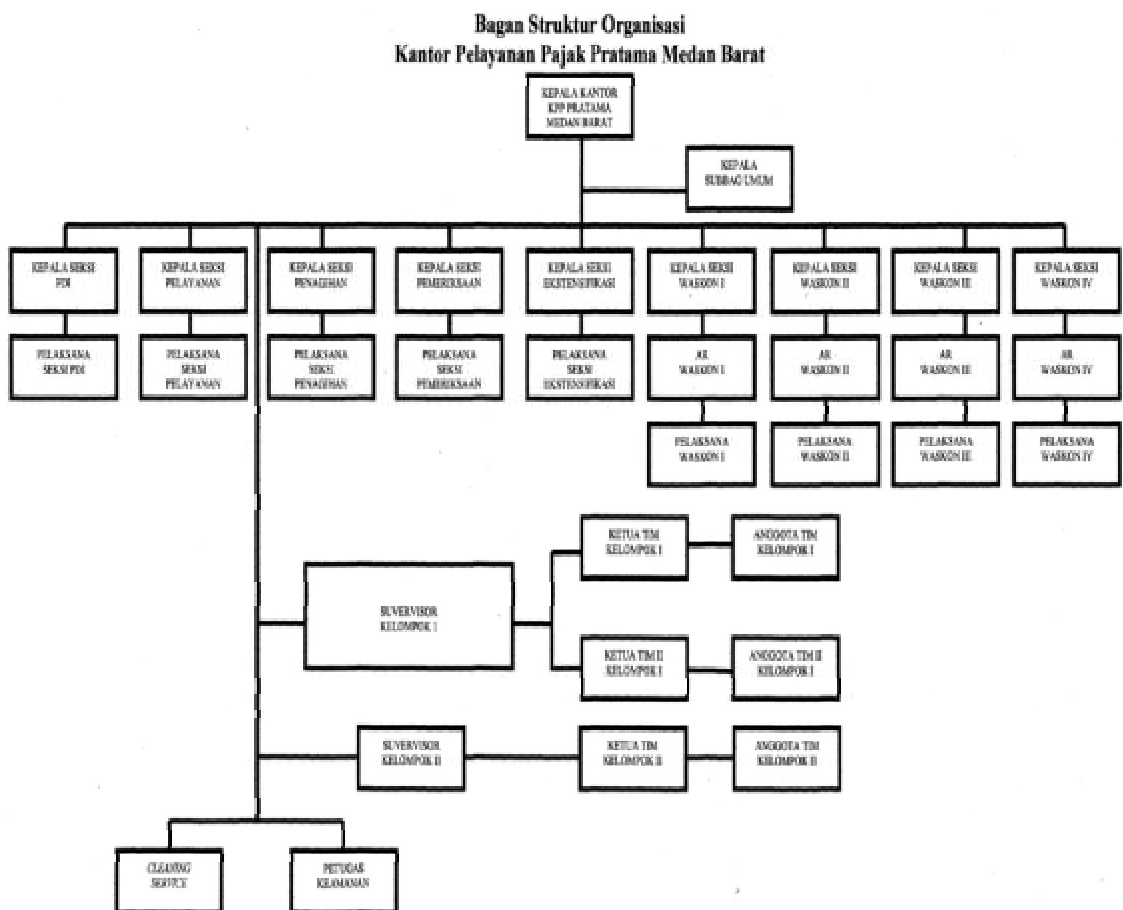 Bagan Struktur Organisasi
Kantor Pelayanan Pajak Pratama Medan Barat
KEPALA KANTOR
KPP PRATAMA
MEDAN BARAT
KEPALA
SUBBAG UMUM
KEPALA SEKSI
PDI
KEPALA SEKSI
PELAYANAN
KEPALA SEKSI
PENAGIHAN
KEPALA SEKSI
PEMERIKSAAN
KEPALA SEKSI
EKSTENSIFIKASI
KEPALA SEKSI
WASKON I
KEPALA SEKSI
WASKON II
KEPALA SEKSI
WASKON III
KEPALA SEKSI
WASKON IV
PELAKSANA
SEKSI PDI
PELAKSANA
SEKSI
PELAYANAN
PELAKSANA
SEKSI
PENAGIHAN
PELAKSANA
SEKSI
PEMERIKSAAN
PELAKSANA
SEKSI
EKSTENSIFIKASI
AR
WASKON I
AR
WASKON II
AR
WASKON III
AR
WASKON IV
PELAKSANA
WASKON I
PELAKSANA
WASKON II
PELAKSANA
WASKON III
PELAKSANA
WASKON IV
KETUA TIM
KELOMPOK I
ANGGOTA TIM
KELOMPOK I
SUVERVISOR
KELOMPOK I
KETUA TIM II
KELOMPOK I
ANGGOTA TIM II
KELOMPOK I
SUVERVISOR
KELOMPOK II
KETUA TIM
KELOMPOK II
ANGGOTA TIM
KELOMPOK II
CLEANING
SERVICE
PETUGAS
KEAMANAN